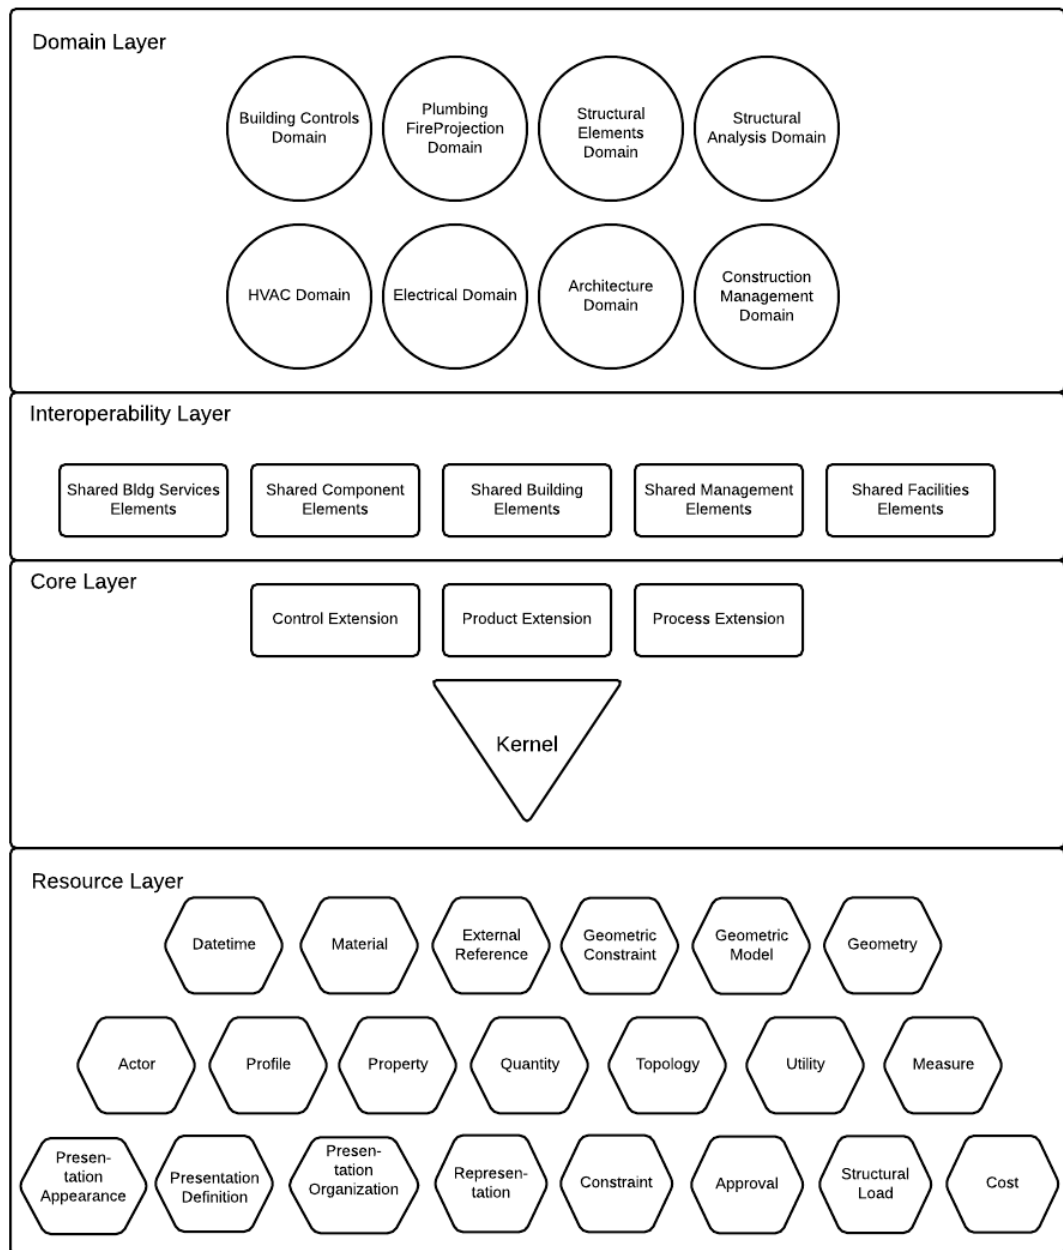 Domain Layer
Building Controls
Domain
Plumbing
FireProjection
Domain
Structural
Elements
Domain
Structural
Analysis Domain
HVAC Domain
Electrical Domain
Architecture
Domain
Construction
Management
Domain
Interoperability Layer
Shared Bldg Services
Elements
Shared Component
Elements
Shared Building
Elements
Shared Management
Elements
Shared Facilities
Elements
Core Layer
Control Extension
Product Extension
Process Extension
Kernel
Resource Layer
Datetime
Material
External
Reference
Geometric
Constraint
Geometric
Model
Geometry
Actor
Profile
Property
Quantity
Topology
Utility
Measure
Presen-
tation
Appearance
Presentation
Definition
Presen-
tation
Organization
Represen-
tation
Constraint
Approval
Structural
Load
Cost